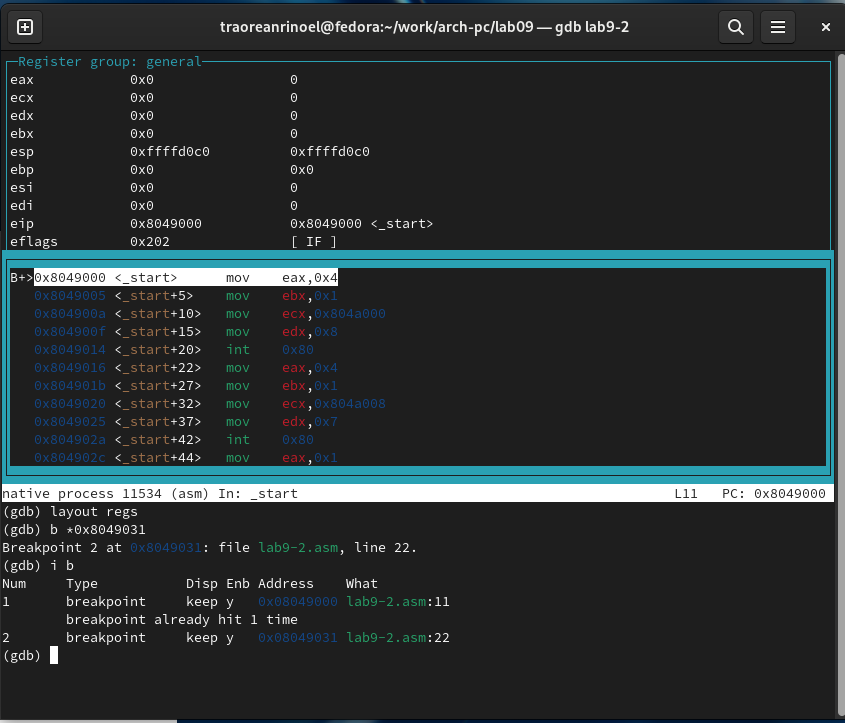 traoreanrinoel@fedora:~/work/arch-pc/lab09 — gdb lab9-2
Register group: general
eax 0x0 0
ecx 0x0 0
edx 0x0 0
ebx 0x0 0
esp 0xffffd0c0 0xffffd0c0
ebp 0x0 0x0
esi 0x0 0
edi 0x0 0
eip 0x8049000 0x8049000 <_start>
eflags 0x202 [ IF ]
B+>0x8049000 <_start> mov eax,0x4
0x8049005 <_start+5> mov ebx,0x1
0x804900a <_start+10> mov ecx,0x804a000
0x804900f <_start+15> mov edx,0x8
0x8049014 <_start+20> int 0x80
0x8049016 <_start+22> mov eax,0x4
0x804901b <_start+27> mov ebx,0x1
0x8049020 <_start+32> mov ecx,0x804a008
0x8049025 <_start+37> mov edx,0x7
0x804902a <_start+42> int 0x80
0x804902c <_start+44> mov eax,0x1
native process 11534 (asm) In: _start L11 PC: 0x8049000
(gdb) layout regs
(gdb) b *0x8049031
Breakpoint 2 at 0x8049031: file lab9-2.asm, line 22.
(gdb) i b
Num Type Disp Enb Address What
1 breakpoint keep y 0x08049000 lab9-2.asm:11
breakpoint already hit 1 time
2 breakpoint keep y 0x08049031 lab9-2.asm:22
(gdb)